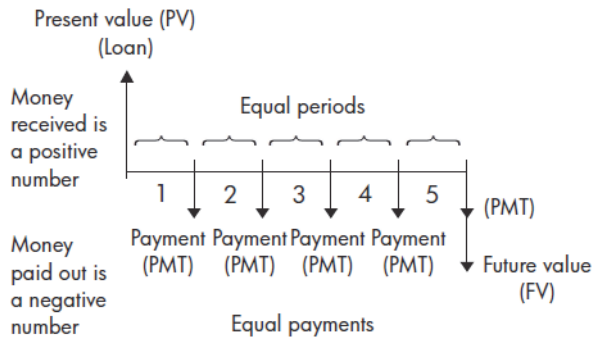 Present value (PV)
(Loan)
Money
received is
a positive
number
Equal periods
1 2 3 4 5
(PMT)
Payment Payment Payment Payment
(PMT) (PMT) (PMT) (PMT)
Money
paid out is
a negative
number
Future value
(FV)
Equal payments